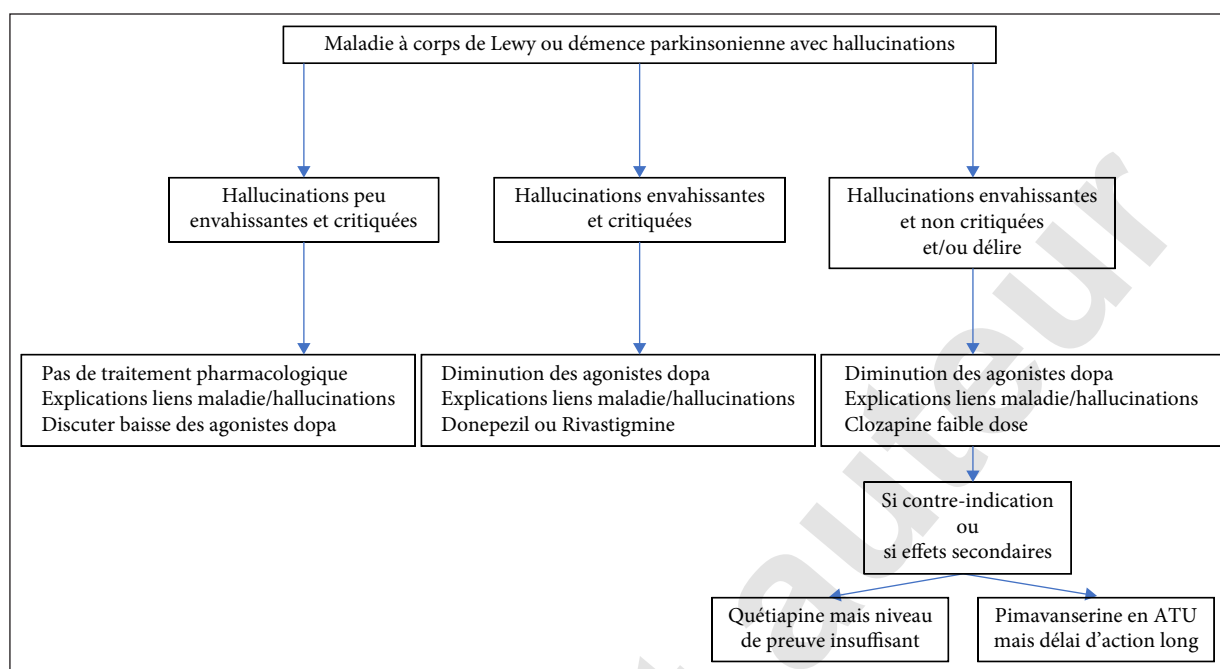 Maladie à corps de Lewy ou démence parkinsonienne avec hallucinations
Hallucinations peu
envahissantes et critiquées
Hallucinations envahissantes
et critiquées
Hallucinations envahissantes
et non critiquées
et/ou délire
Pas de traitement pharmacologique
Explications liens maladie/hallucinations
Discuter baisse des agonistes dopa
Diminution des agonistes dopa
Explications liens maladie/hallucinations
Donepezil ou Rivastigmine
Diminution des agonistes dopa
Explications liens maladie/hallucinations
Clozapine faible dose
Si contre-indication
ou
si effets secondaires
Quétiapine mais niveau
de preuve insuffisant
Pimavanserine en ATU
mais délai d'action long
auteur